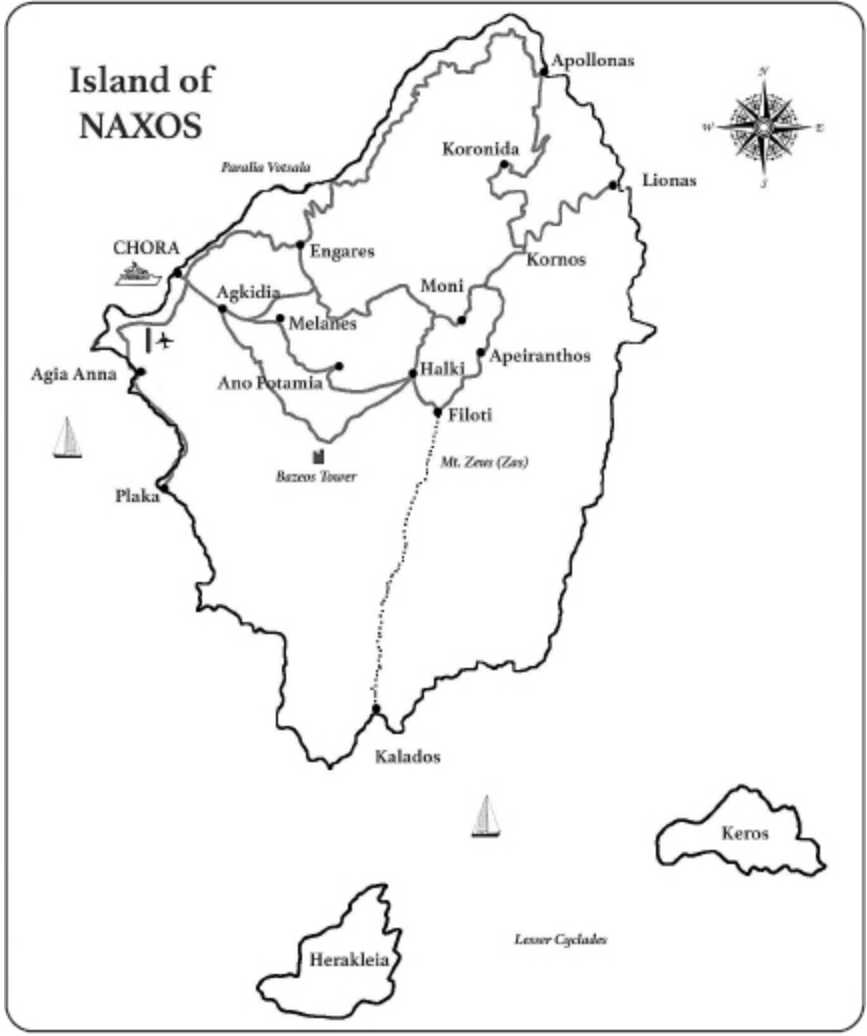 Island of
NAXOS
Apollonas
N
W
E
S
Koronida
Paralia Votsala
Lionas
CHORA
Engares
Kornos
Agkidia
Moni
Melanes
Agia Anna
Ano Potamia
Halki
Apeiranthos
Filoti
Bazeos Tower
Mt. Zeus (Zas)
Plaka
Kalados
Keros
Lesser Cyclades
Herakleia